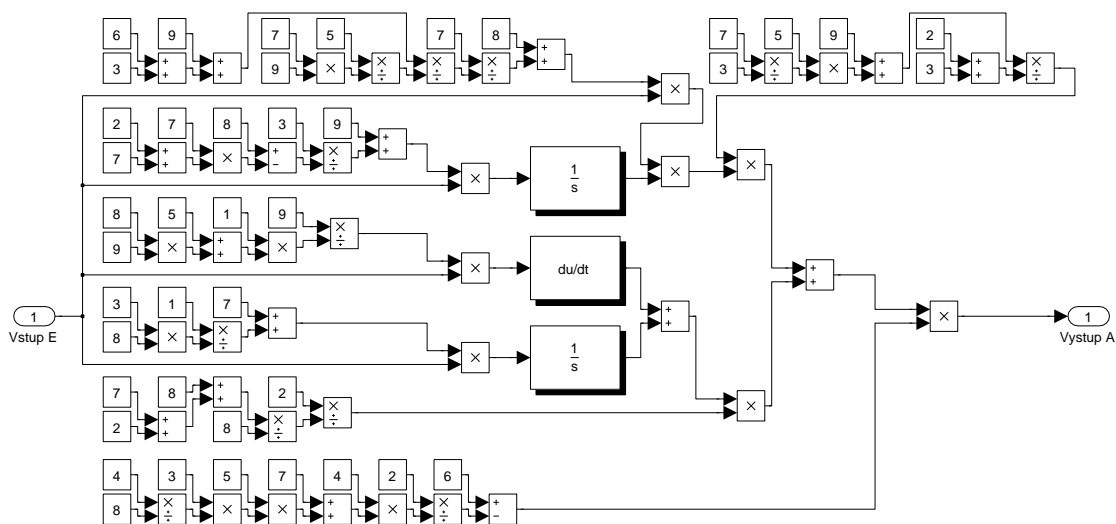 6 9 7 5 7 8 + + 7 5 9 2
3 + + + + 9 × × ÷ × ÷ × ÷ × 3 × ÷ × + + 3 + + × ÷
2 7 8 3 9 + +
7 + + × + − × ÷ × 1 s × ×
8 5 1 9 × ÷
9 × + + × × du/dt + +
3 1 7 + + + +
1 8 × × ÷ × 1 s × 1
Vstup E Vystup A
7 8 + + 2 × ÷ ×
2 + + 8 × ÷
4 3 5 7 4 2 6 + −
8 × ÷ × × + + × × ÷